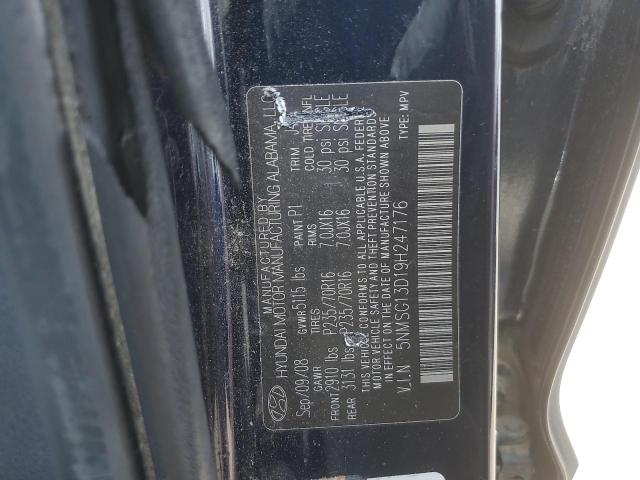 MANUFACTURED BY
HYUNDAI MOTOR MANUFACTURING ALABAMA, LLC
Sep/09/08 GVWR 5115 lbs PAINT P1 TRIM
GAWR TIRES RIMS COLD TIRE INFL
FRONT 2910 lbs P235/70R16 7.0JX16 30 psi SINGLE
REAR 3131 lbs P235/70R16 7.0JX16 30 psi SINGLE
THIS VEHICLE CONFORMS TO ALL APPLICABLE U.S.A. FEDERAL
MOTOR VEHICLE SAFETY, AND THEFT PREVENTION STANDARDS
IN EFFECT ON THE DATE OF MANUFACTURE SHOWN ABOVE
V.I.N 5NMSG13D19H247176 TYPE: MPV